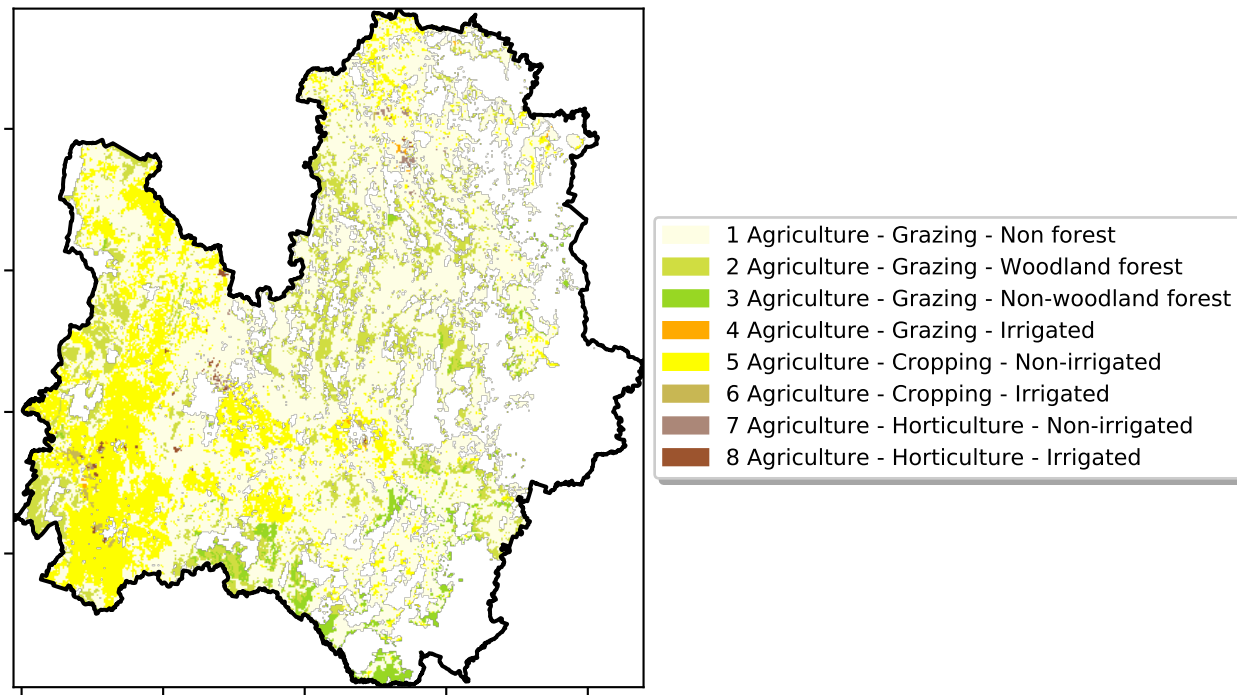 1 Agriculture - Grazing - Non forest
2 Agriculture - Grazing - Woodland forest
3 Agriculture - Grazing - Non-woodland forest
4 Agriculture - Grazing - Irrigated
5 Agriculture - Cropping - Non-irrigated
6 Agriculture - Cropping - Irrigated
7 Agriculture - Horticulture - Non-irrigated
8 Agriculture - Horticulture - Irrigated